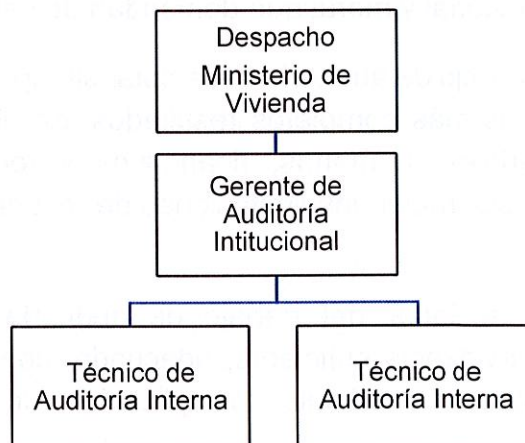 Despacho
Ministerio de
Vivienda
Gerente de
Auditoría
Intitucional
Técnico de
Auditoría Interna
Técnico de
Auditoría Interna